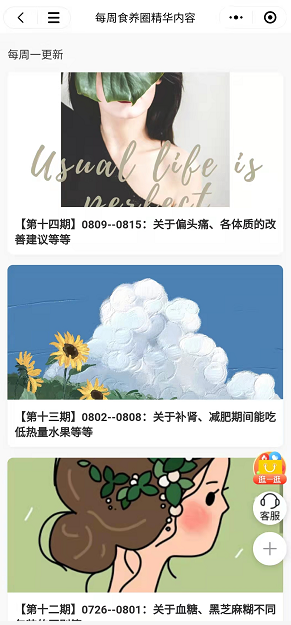 每周食养圈精华内容
每周一更新
Usual life is
perfect
【第十四期】0809--0815：关于偏头痛、各体质的改
善建议等等
【第十三期】0802--0808：关于补肾、减肥期间能吃
低热量水果等等
逛一逛
客服
【第十二期】0726--0801：关于血糖、黑芝麻糊不同